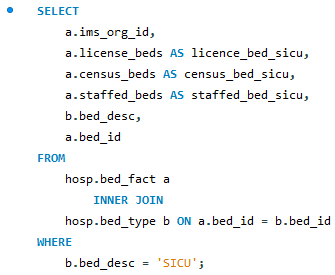 SELECT
a.ims_org_id,
a.license_beds AS licence_bed_sicu,
a.census_beds AS census_bed_sicu,
a.staffed_beds AS staffed_bed_sicu,
b.bed_desc,
a.bed_id
FROM
hosp.bed_fact a
INNER JOIN
hosp.bed_type b ON a.bed_id = b.bed_id
WHERE
b.bed_desc = 'SICU';